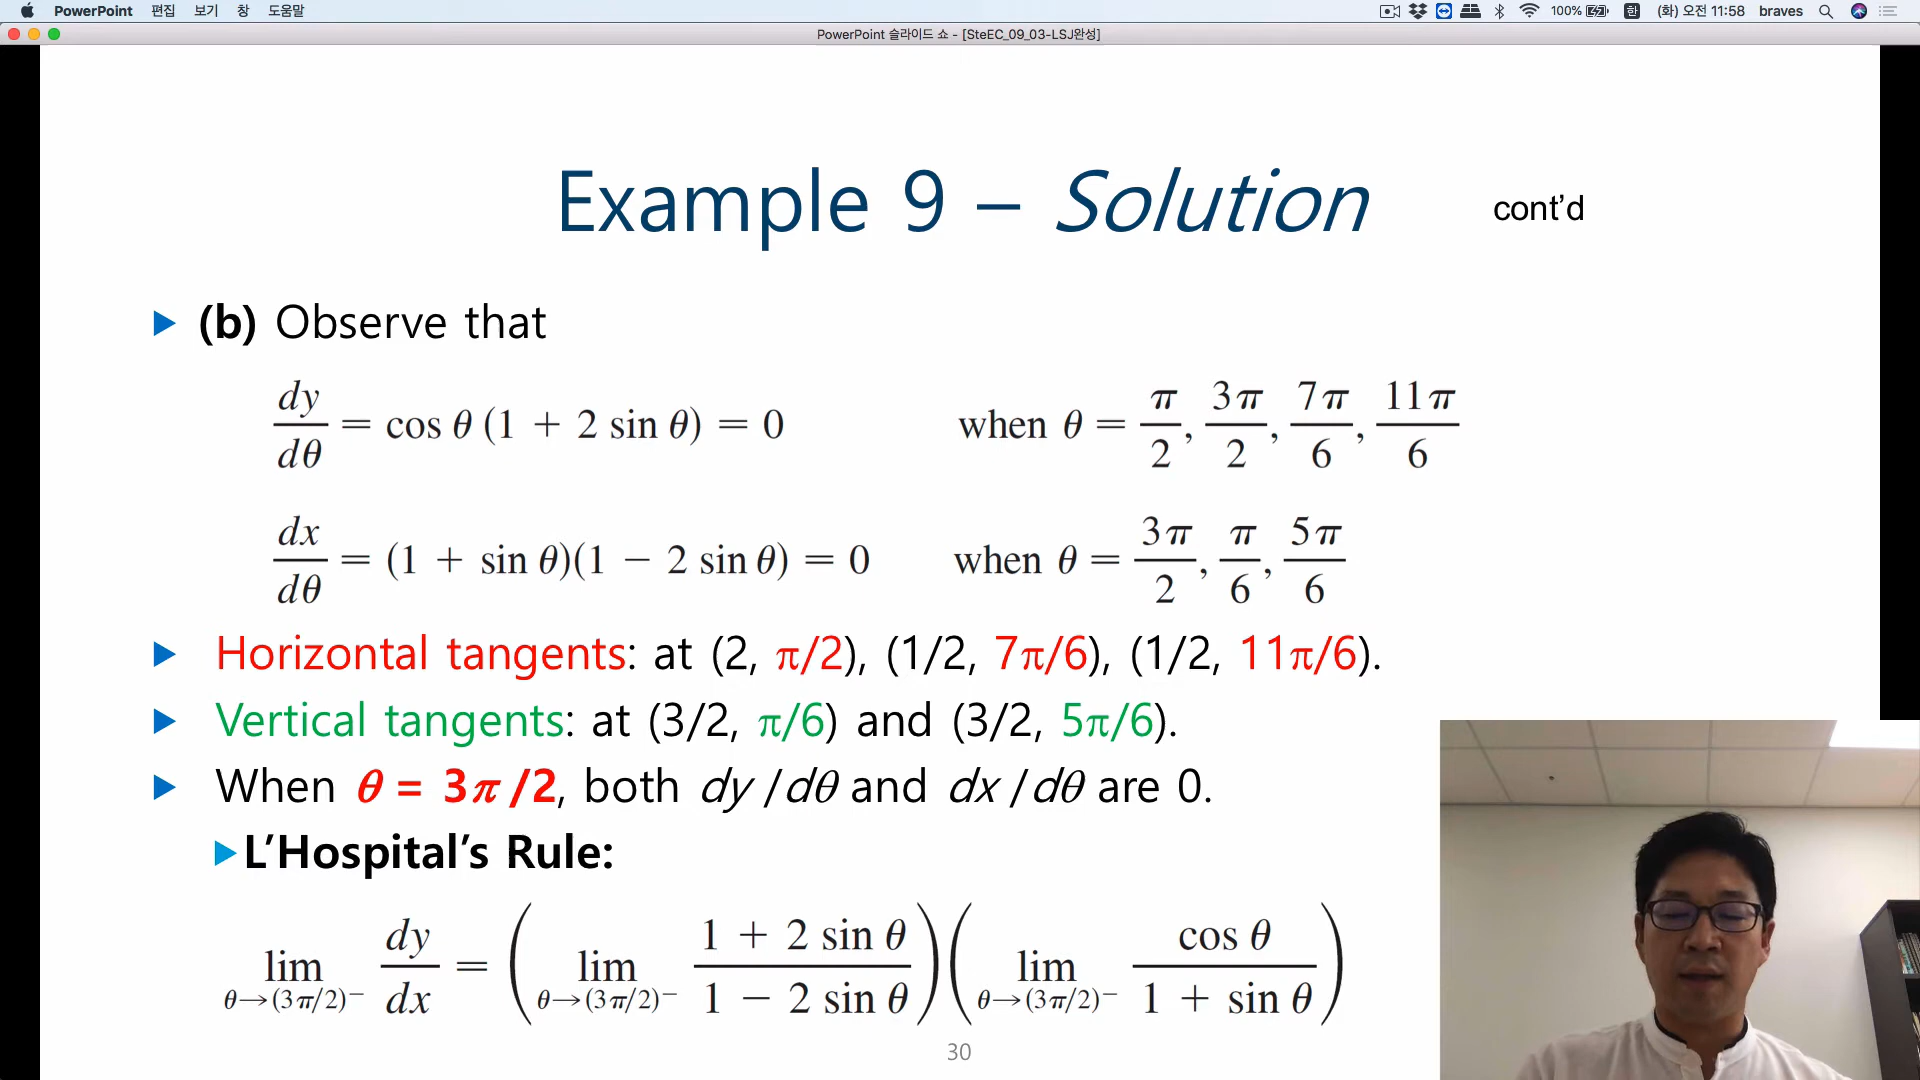 PowerPoint 편집 보기 창 도움말 100% 한 (화) 오전 11:58 braves
PowerPoint 슬라이드 쇼 - [SteEC_09_03-LSJ완성]
Example 9 – Solution cont’d
(b) Observe that
dy/dθ = cos θ (1 + 2 sin θ) = 0 when θ = π/2, 3π/2, 7π/6, 11π/6
dx/dθ = (1 + sin θ)(1 − 2 sin θ) = 0 when θ = 3π/2, π/6, 5π/6
Horizontal tangents: at (2, π/2), (1/2, 7π/6), (1/2, 11π/6).
Vertical tangents: at (3/2, π/6) and (3/2, 5π/6).
When θ = 3π /2, both dy /dθ and dx /dθ are 0.
L’Hospital’s Rule:
lim θ→(3π/2)− dy/dx = (lim θ→(3π/2)− (1 + 2 sin θ)/(1 − 2 sin θ)) (lim θ→(3π/2)− cos θ/(1 + sin θ))
30